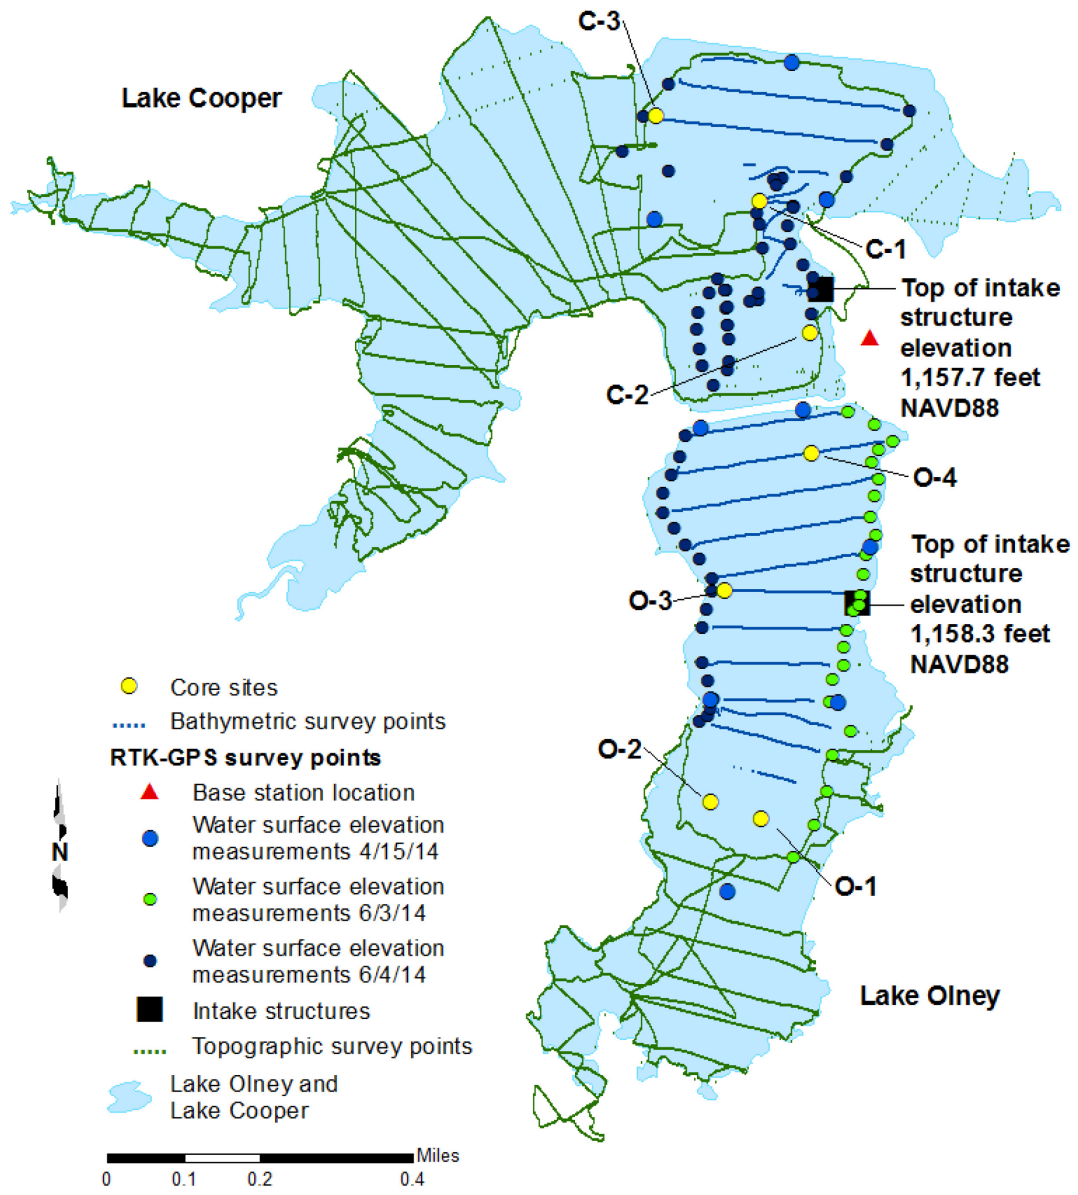 C-3
Lake Cooper
C-1
Top of intake
structure
elevation
1,157.7 feet
NAVD88
C-2
O-4
Top of intake
structure
elevation
1,158.3 feet
NAVD88
O-3
O-2
O-1
Lake Olney
Core sites
Bathymetric survey points
RTK-GPS survey points
Base station location
Water surface elevation
measurements 4/15/14
Water surface elevation
measurements 6/3/14
Water surface elevation
measurements 6/4/14
Intake structures
Topographic survey points
Lake Olney and
Lake Cooper
N
Miles
0 0.1 0.2 0.4